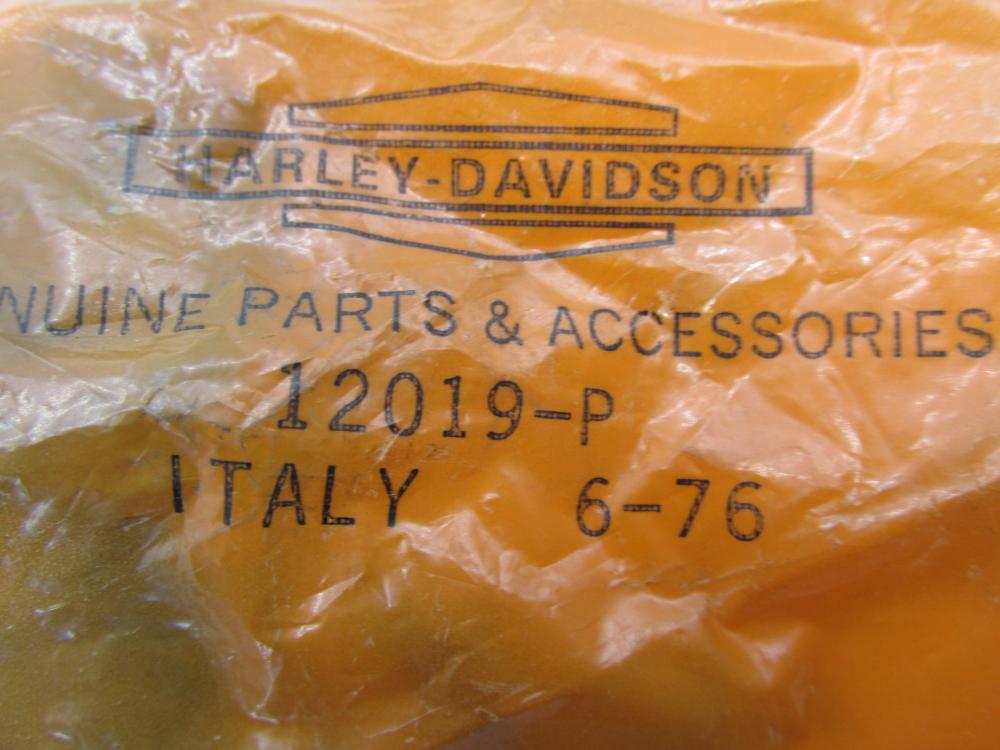 HARLEY-DAVIDSON
NUINE PARTS & ACCESSORIES
12019-P
ITALY 6-76